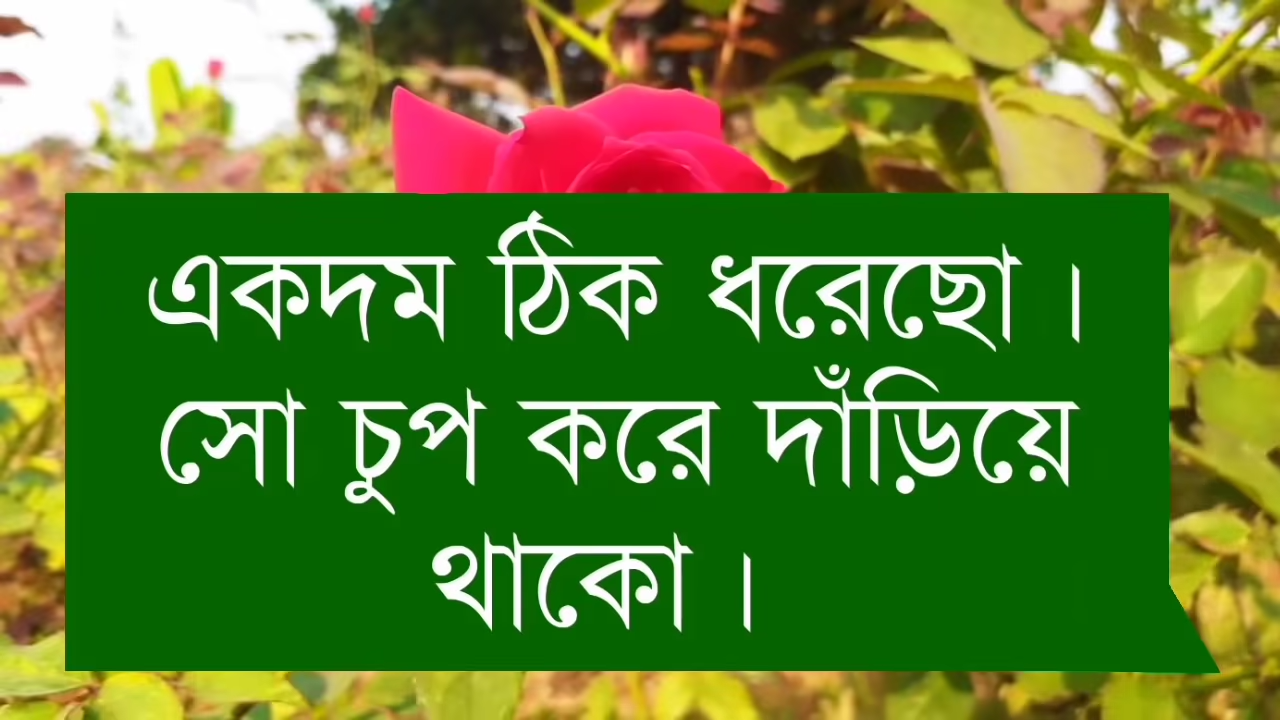 একদম ঠিক ধরেছো ।
সো চুপ করে দাঁড়িয়ে
থাকো ।